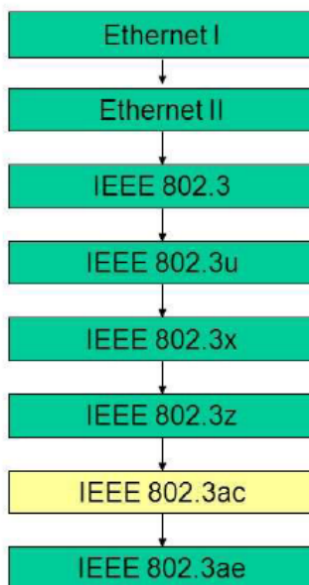 Ethernet I
Ethernet II
IEEE 802.3
IEEE 802.3u
IEEE 802.3x
IEEE 802.3z
IEEE 802.3ac
IEEE 802.3ae